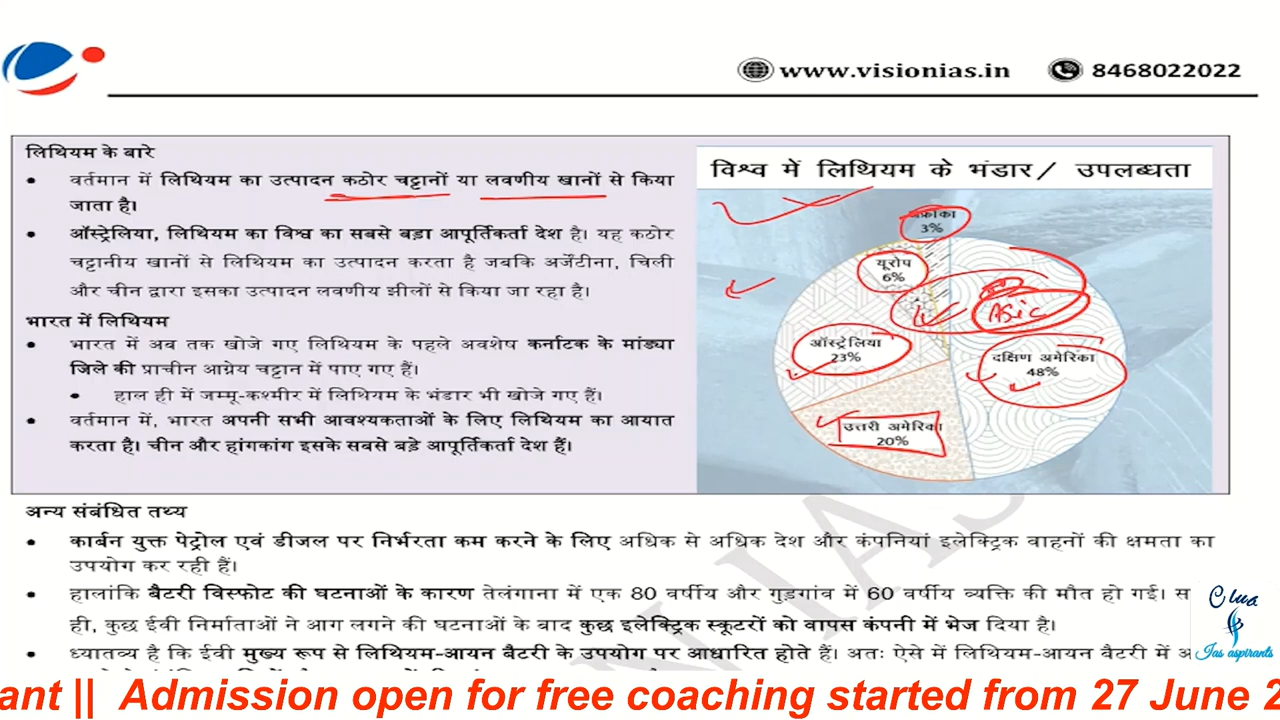 www.visionias.in 8468022022
लिथियम के बारे
वर्तमान में लिथियम का उत्पादन कठोर चट्टानों या लवणीय खानों से किया
जाता है।
ऑस्ट्रेलिया, लिथियम का विश्व का सबसे बड़ा आपूर्तिकर्ता देश है। यह कठोर
चट्टानीय खानों से लिथियम का उत्पादन करता है जबकि अर्जेंटीना, चिली
और चीन द्वारा इसका उत्पादन लवणीय झीलों से किया जा रहा है।
भारत में लिथियम
भारत में अब तक खोजे गए लिथियम के पहले अवशेष कर्नाटक के मांड्या
जिले की प्राचीन आग्नेय चट्टान में पाए गए हैं।
हाल ही में जम्मू-कश्मीर में लिथियम के भंडार भी खोजे गए हैं।
वर्तमान में, भारत अपनी सभी आवश्यकताओं के लिए लिथियम का आयात
करता है। चीन और हांगकांग इसके सबसे बड़े आपूर्तिकर्ता देश हैं।
विश्व में लिथियम के भंडार/ उपलब्धता
3%
यूरोप
6%
Asia
ऑस्ट्रेलिया
23%
दक्षिण अमेरिका
48%
उत्तरी अमेरिका
20%
अन्य संबंधित तथ्य
कार्बन युक्त पेट्रोल एवं डीजल पर निर्भरता कम करने के लिए अधिक से अधिक देश और कंपनियां इलेक्ट्रिक वाहनों की क्षमता का
उपयोग कर रही हैं।
हालांकि बैटरी विस्फोट की घटनाओं के कारण तेलंगाना में एक 80 वर्षीय और गुड़गांव में 60 वर्षीय व्यक्ति की मौत हो गई।
ही, कुछ ईवी निर्माताओं ने आग लगने की घटनाओं के बाद कुछ इलेक्ट्रिक स्कूटरों को वापस कंपनी में भेज दिया है।
ध्यातव्य है कि ईवी मुख्य रूप से लिथियम-आयन बैटरी के उपयोग पर आधारित होते हैं। अतः ऐसे में लिथियम-आयन बैटरी में
Ias aspirants
ant || Admission open for free coaching started from 27 June 2